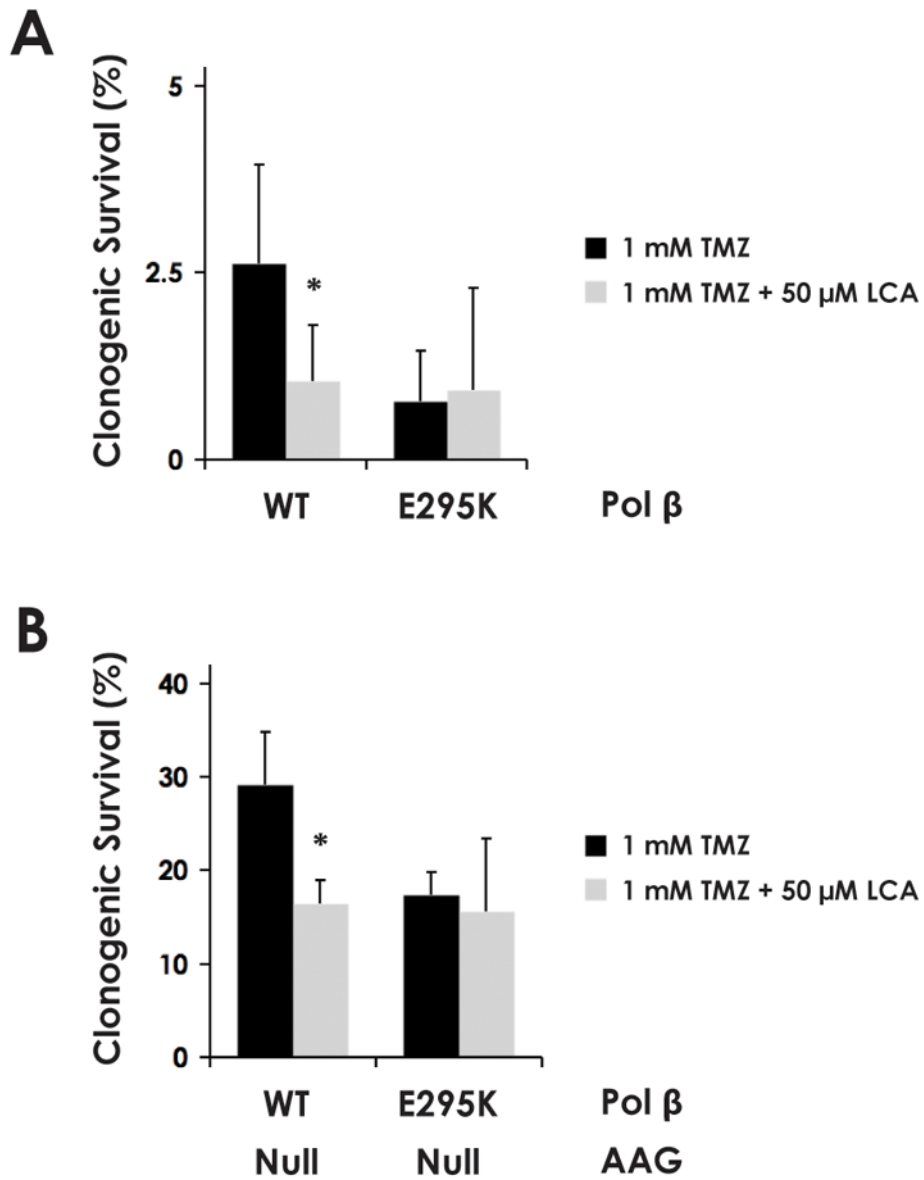 A
Clonogenic Survival (%)
5
2.5
0
*
1 mM TMZ
1 mM TMZ + 50 µM LCA
WT E295K Pol β
B
Clonogenic Survival (%)
40
30
20
10
0
*
1 mM TMZ
1 mM TMZ + 50 µM LCA
WT E295K Pol β
Null Null AAG